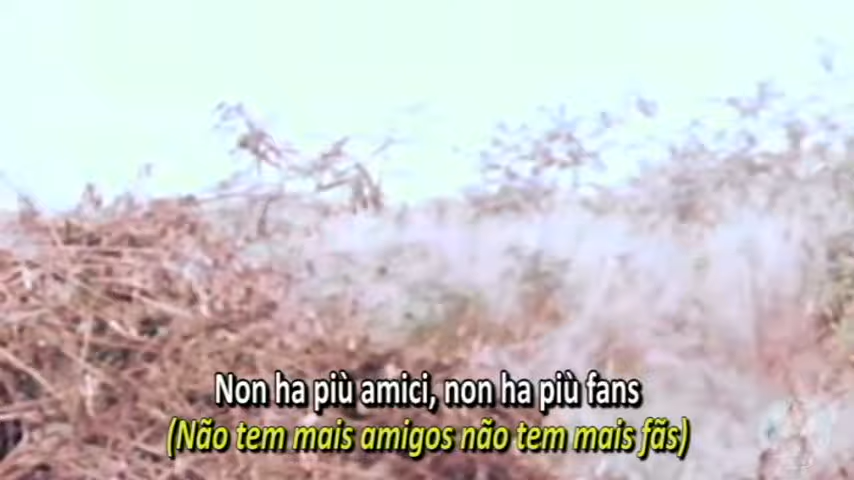 Non ha più amici, non ha più fans
(Não tem mais amigos não tem mais fãs)